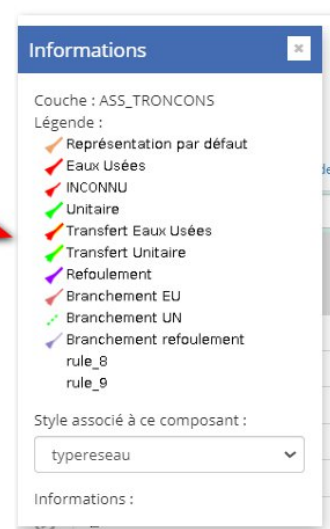 Informations
Couche : ASS_TRONCONS
Légende :
Représentation par défaut
Eaux Usées
INCONNU
Unitaire
Transfert Eaux Usées
Transfert Unitaire
Refoulement
Branchement EU
Branchement UN
Branchement refoulement
rule_8
rule_9
Style associé à ce composant :
typereseau
Informations :